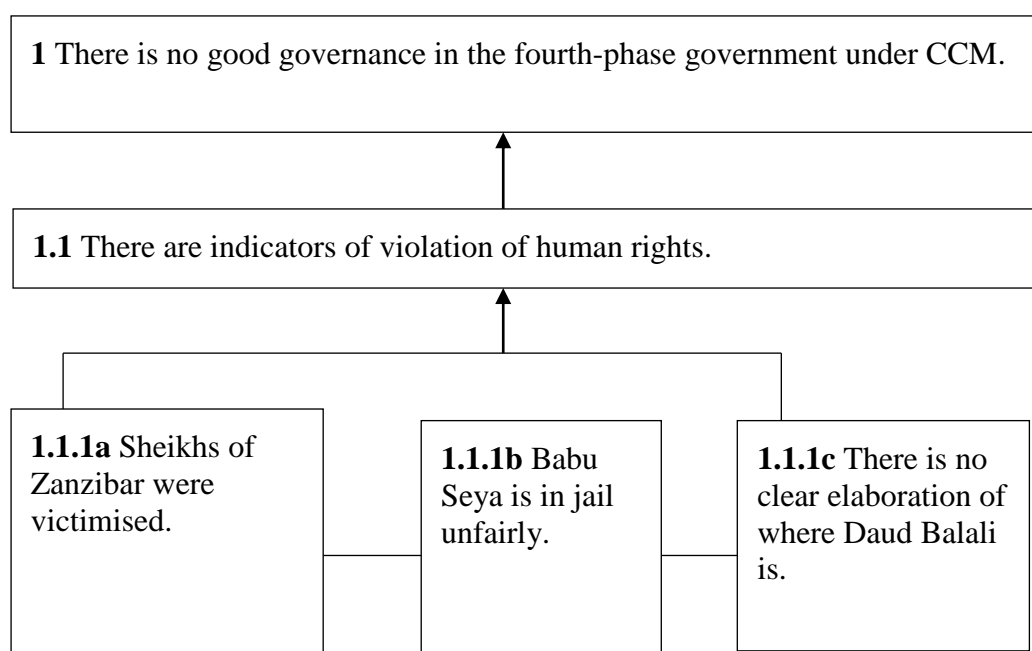 1 There is no good governance in the fourth-phase government under CCM.
1.1 There are indicators of violation of human rights.
1.1.1a Sheikhs of
Zanzibar were
victimised.
1.1.1b Babu
Seya is in jail
unfairly.
1.1.1c There is no
clear elaboration of
where Daud Balali
is.